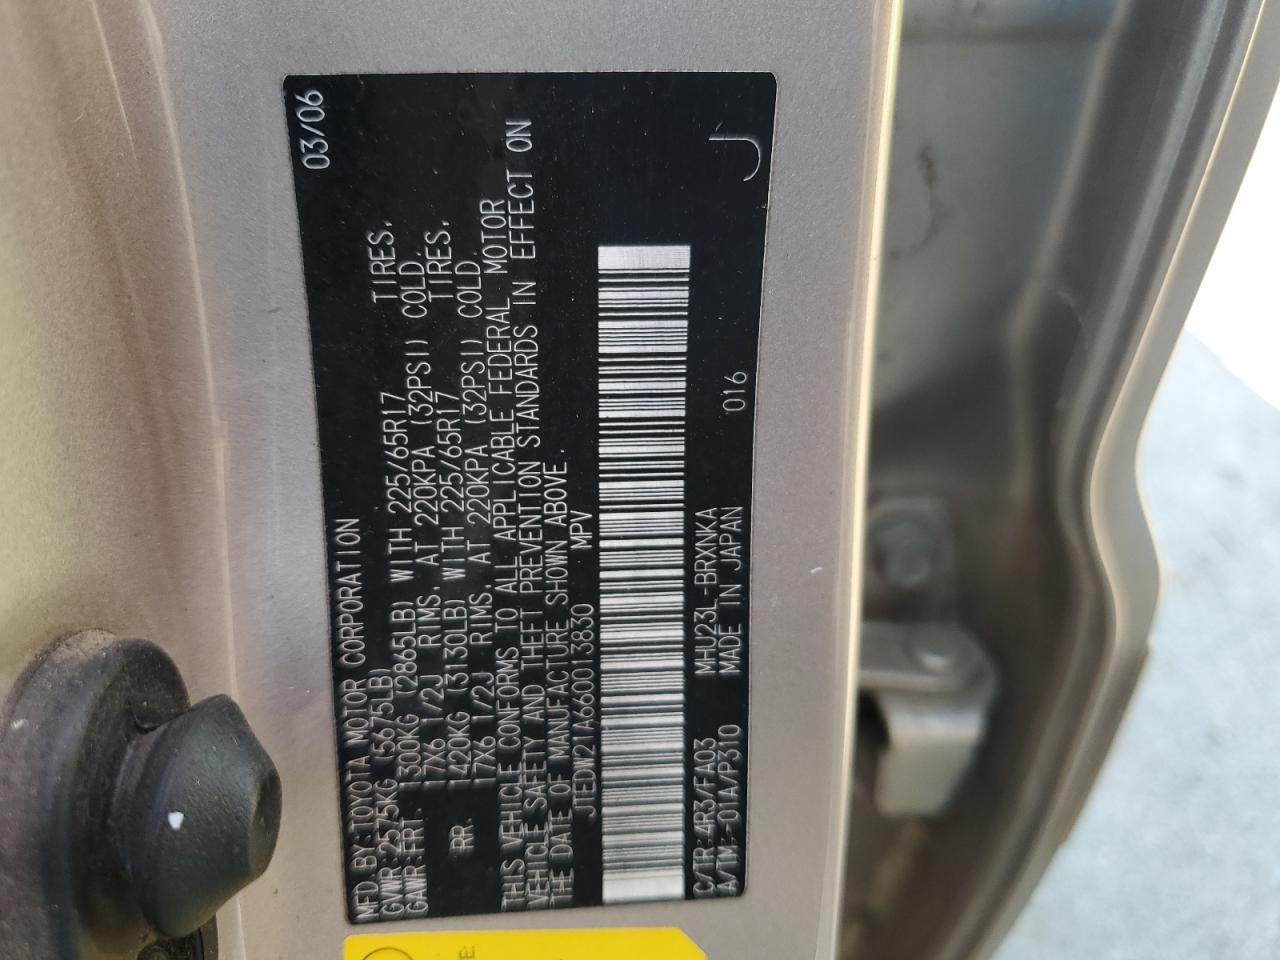 MFD BY: TOYOTA MOTOR CORPORATION 03/06
GVWR: 2575KG (5675LB)
GAWR: FRT. 1300KG (2865LB) WITH 225/65R17 TIRES,
17X6 1/2J RIMS, AT 220KPA (32PSI) COLD.
RR. 1420KG (3130LB) WITH 225/65R17 TIRES,
17X6 1/2J RIMS, AT 220KPA (32PSI) COLD.
THIS VEHICLE CONFORMS TO ALL APPLICABLE FEDERAL MOTOR
VEHICLE SAFETY AND THEFT PREVENTION STANDARDS IN EFFECT ON
THE DATE OF MANUFACTURE SHOWN ABOVE.
JTEDW21A660013830 MPV
C/TR: 4R3/FA03 MHU23L-BRXNKA
A/TM: -01A/P310 MADE IN JAPAN 016 J
E: